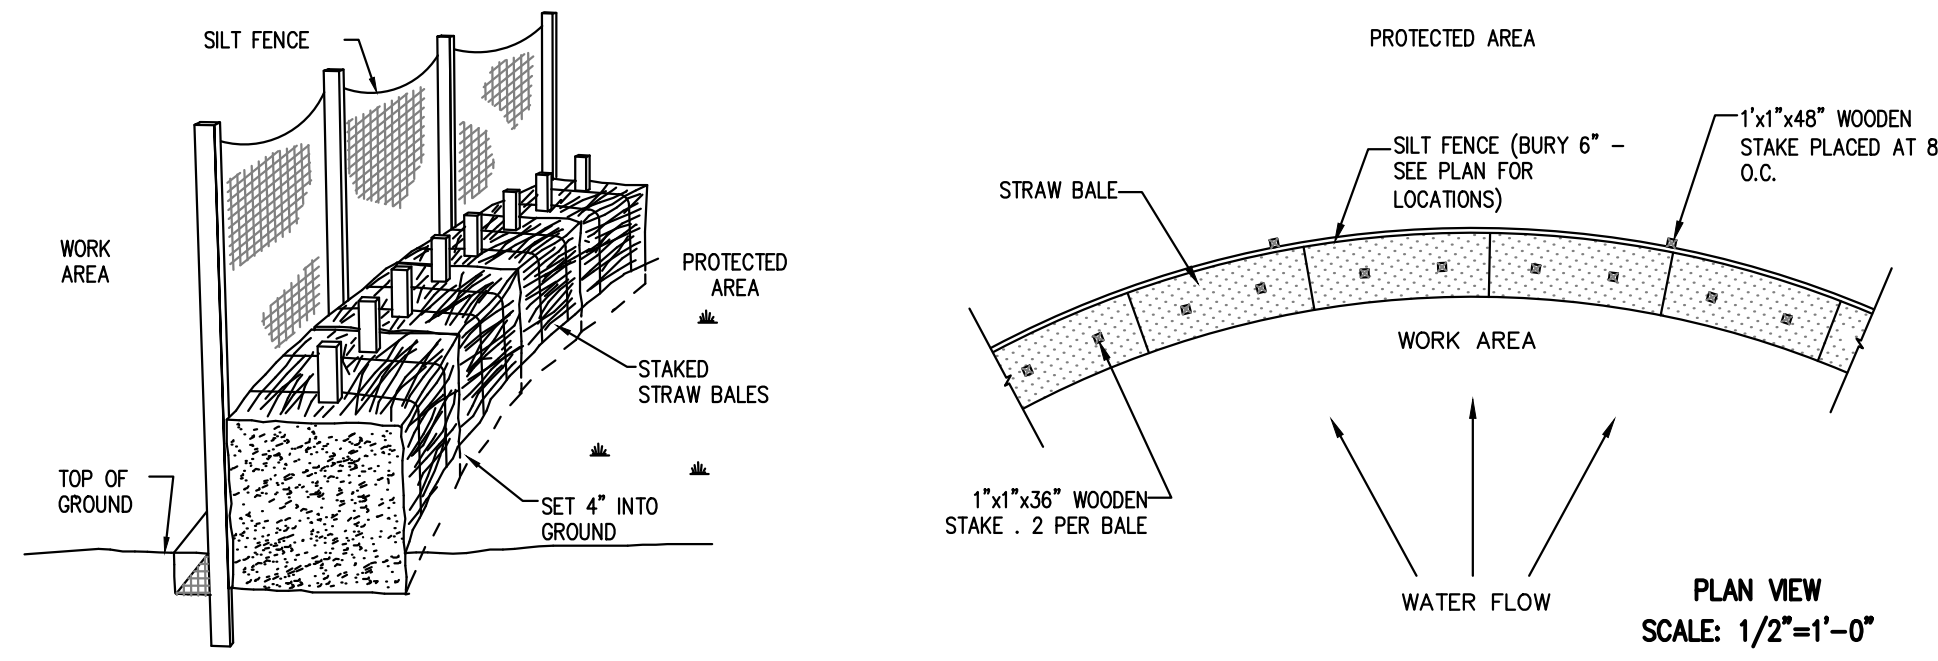 SILT FENCE
WORK
AREA
PROTECTED
AREA
STAKED
STRAW BALES
TOP OF
GROUND
SET 4" INTO
GROUND
PROTECTED AREA
1'x1"x48" WOODEN
STAKE PLACED AT 8
O.C.
SILT FENCE (BURY 6" –
SEE PLAN FOR
LOCATIONS)
STRAW BALE
WORK AREA
1"x1"x36" WOODEN
STAKE . 2 PER BALE
WATER FLOW
PLAN VIEW
SCALE: 1/2"=1'-0"